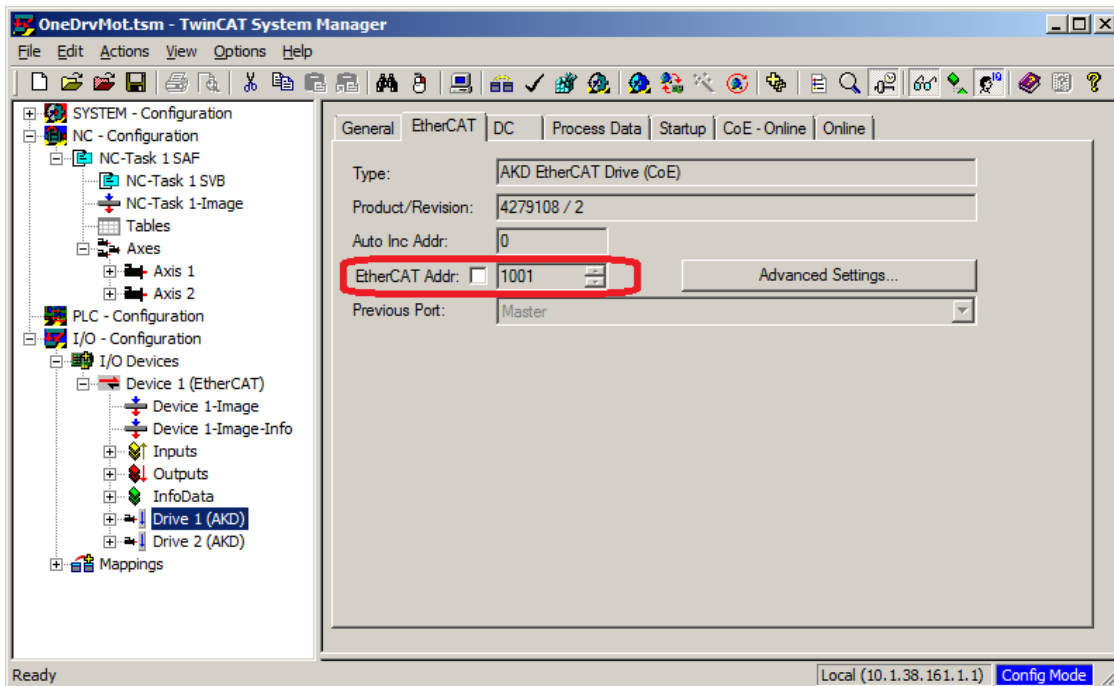 OneDrvMot.tsm - TwinCAT System Manager
File Edit Actions View Options Help
SYSTEM - Configuration
NC - Configuration
NC-Task 1 SAF
NC-Task 1 SVB
NC-Task 1-Image
Tables
Axes
Axis 1
Axis 2
PLC - Configuration
I/O - Configuration
I/O Devices
Device 1 (EtherCAT)
Device 1-Image
Device 1-Image-Info
Inputs
Outputs
InfoData
Drive 1 (AKD)
Drive 2 (AKD)
Mappings
General EtherCAT DC Process Data Startup CoE - Online Online
Type: AKD EtherCAT Drive (CoE)
Product/Revision: 4279108 / 2
Auto Inc Addr: 0
EtherCAT Addr: 1001 Advanced Settings...
Previous Port: Master
Ready Local (10.1.38.161.1.1) Config Mode